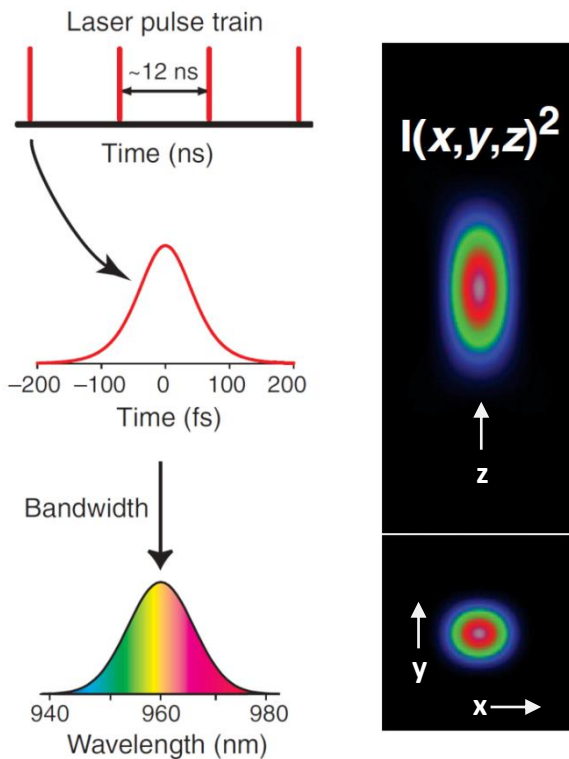 Laser pulse train
~12 ns
Time (ns)
–200 –100 0 100 200
Time (fs)
Bandwidth
940 960 980
Wavelength (nm)
I(x,y,z)²
z
y
x